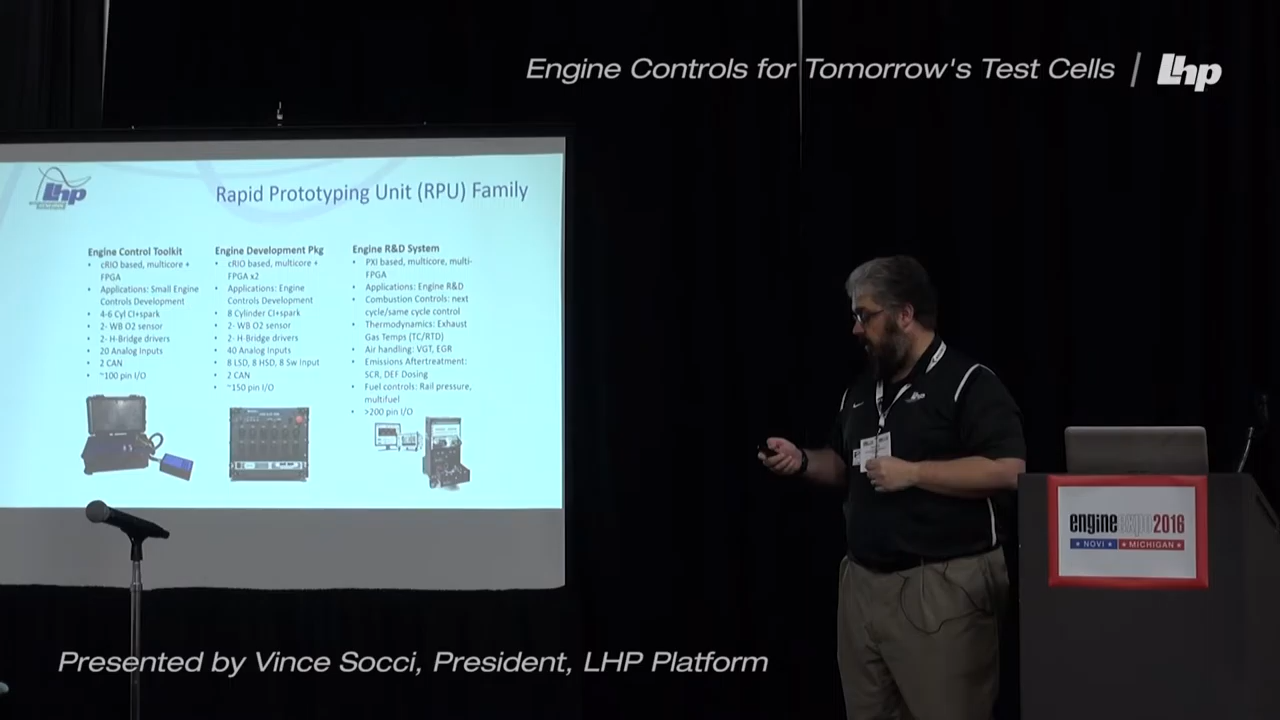 Engine Controls for Tomorrow's Test Cells | Lhp
Lhp
Rapid Prototyping Unit (RPU) Family
Engine Control Toolkit
• cRIO based, multicore +
FPGA
• Applications: Small Engine
Controls Development
• 4-6 Cyl CI+spark
• 2- WB O2 sensor
• 2- H-Bridge drivers
• 20 Analog Inputs
• 2 CAN
• ~100 pin I/O
Engine Development Pkg
• cRIO based, multicore +
FPGA x2
• Applications: Engine
Controls Development
• 8 Cylinder CI+spark
• 2- WB O2 sensor
• 2- H-Bridge drivers
• 40 Analog Inputs
• 8 LSD, 8 HSD, 8 Sw Input
• 2 CAN
• ~150 pin I/O
Engine R&D System
• PXI based, multicore, multi-
FPGA
• Applications: Engine R&D
• Combustion Controls: next
cycle/same cycle control
• Thermodynamics: Exhaust
Gas Temps (TC/RTD)
• Air handling: VGT, EGR
• Emissions Aftertreatment:
SCR, DEF Dosing
• Fuel controls: Rail pressure,
multifuel
• >200 pin I/O
engine expo 2016
NOVI MICHIGAN
Presented by Vince Socci, President, LHP Platform